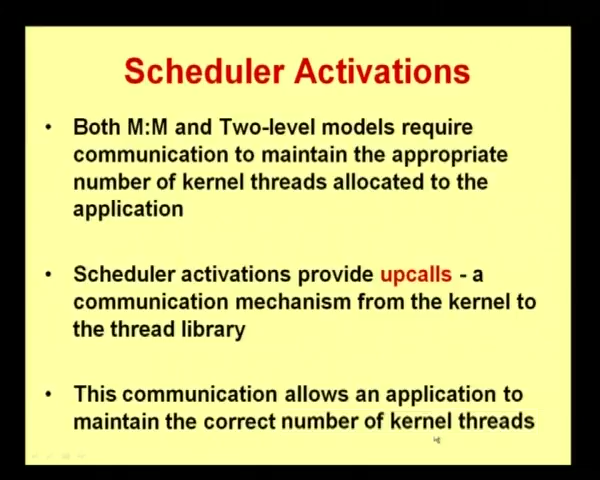 Scheduler Activations
• Both M:M and Two-level models require
communication to maintain the appropriate
number of kernel threads allocated to the
application
• Scheduler activations provide upcalls - a
communication mechanism from the kernel to
the thread library
• This communication allows an application to
maintain the correct number of kernel threads